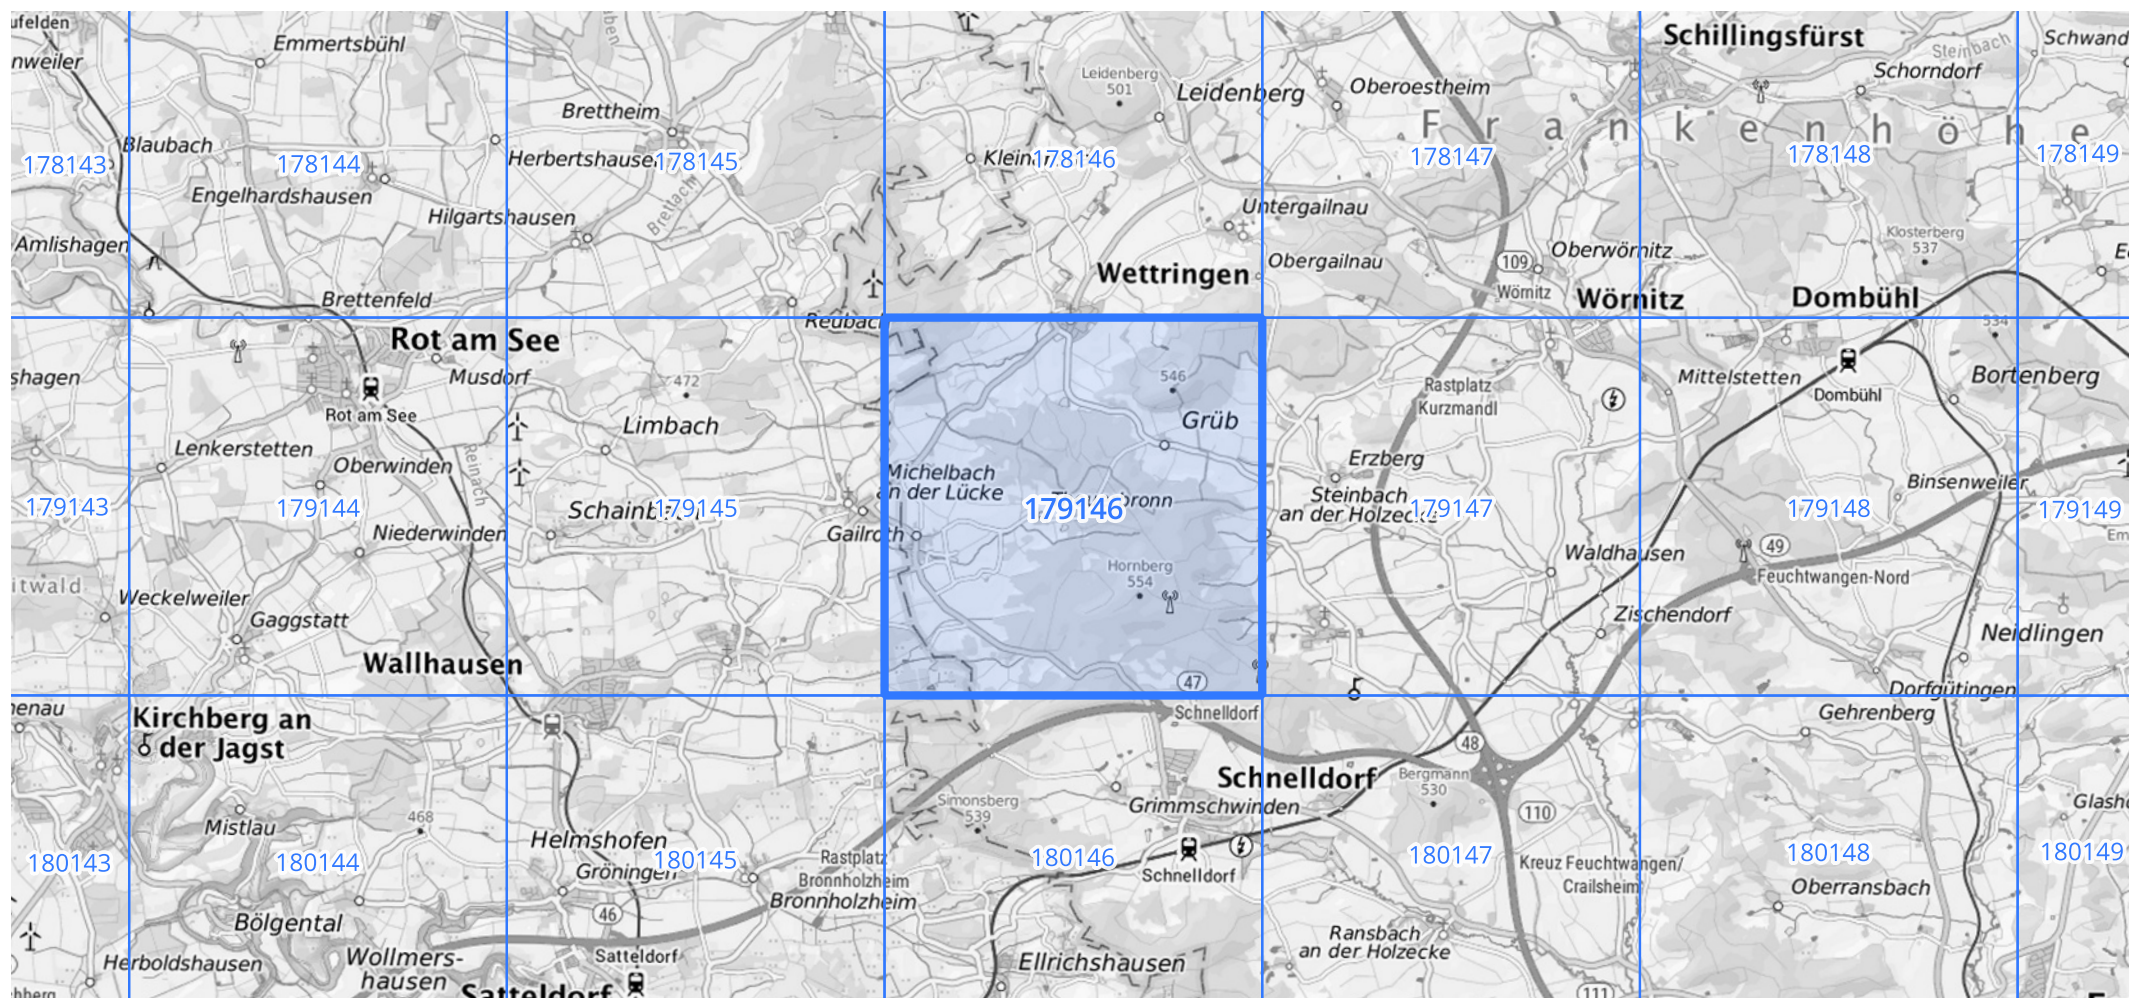 ufelden
Emmertsbühl
Schillingsfürst
Schwand
nweiler
Steinbach
Schorndorf
Leidenberg
501
Leidenberg
Oberoestheim
Brettheim
Frankenhöhe
Blaubach
Herbertshausen
178143
178144
178145
178146
178147
178148
178149
Engelhardshausen
Brettach
Hilgartshausen
Untergailnau
Amlishagen
Klosterberg
537
Obergailnau
109
Oberwörnitz
Wettringen
Wörnitz
Wörnitz
Dombühl
Brettenfeld
Reubach
Rot am See
534
shagen
Musdorf
472
546
Rastplatz
Kurzmandl
Mittelstetten
Dombühl
Bortenberg
Rot am See
Limbach
Grüb
Lenkerstetten
Oberwinden
Reinach
Michelbach
an der Lücke
Erzberg
Steinbach
an der Holzecke
Binsenweiler
179143
179144
179145
179146
179147
179148
179149
Niederwinden
Gailroth
Waldhausen
49
Em
Feuchtwangen-Nord
itwald
Weckelweiler
Hornberg
554
Gaggstatt
Zischendorf
Neidlingen
Wallhausen
47
Dorfgütingen
enau
Kirchberg an
der Jagst
Schnelldorf
Gehrenberg
48
Schnelldorf
Bergmann
530
Simonsberg
539
Grimmschwinden
110
Glash
Mistlau
468
Helmshofen
Gröningen
180143
180144
180145
180146
180147
180148
180149
Rastplatz
Bronnholzheim
Bronnholzheim
Schnelldorf
Kreuz Feuchtwangen/
Crailsheim
Oberransbach
46
Bölgental
Satteldorf
Wollmers-
hausen
Herboldshausen
Ellrichshausen
Ransbach
an der Holzecke
Satteldorf
111